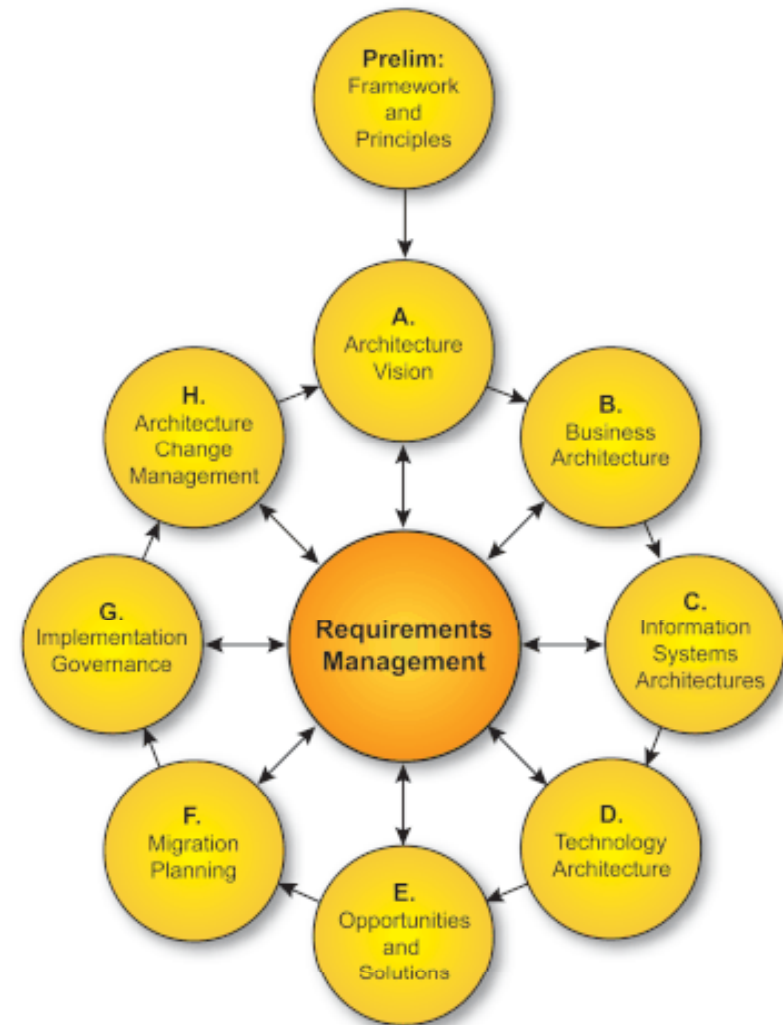 Prelim:
Framework
and
Principles
A.
Architecture
Vision
B.
Business
Architecture
C.
Information
Systems
Architectures
D.
Technology
Architecture
E.
Opportunities
and
Solutions
F.
Migration
Planning
G.
Implementation
Governance
H.
Architecture
Change
Management
Requirements
Management